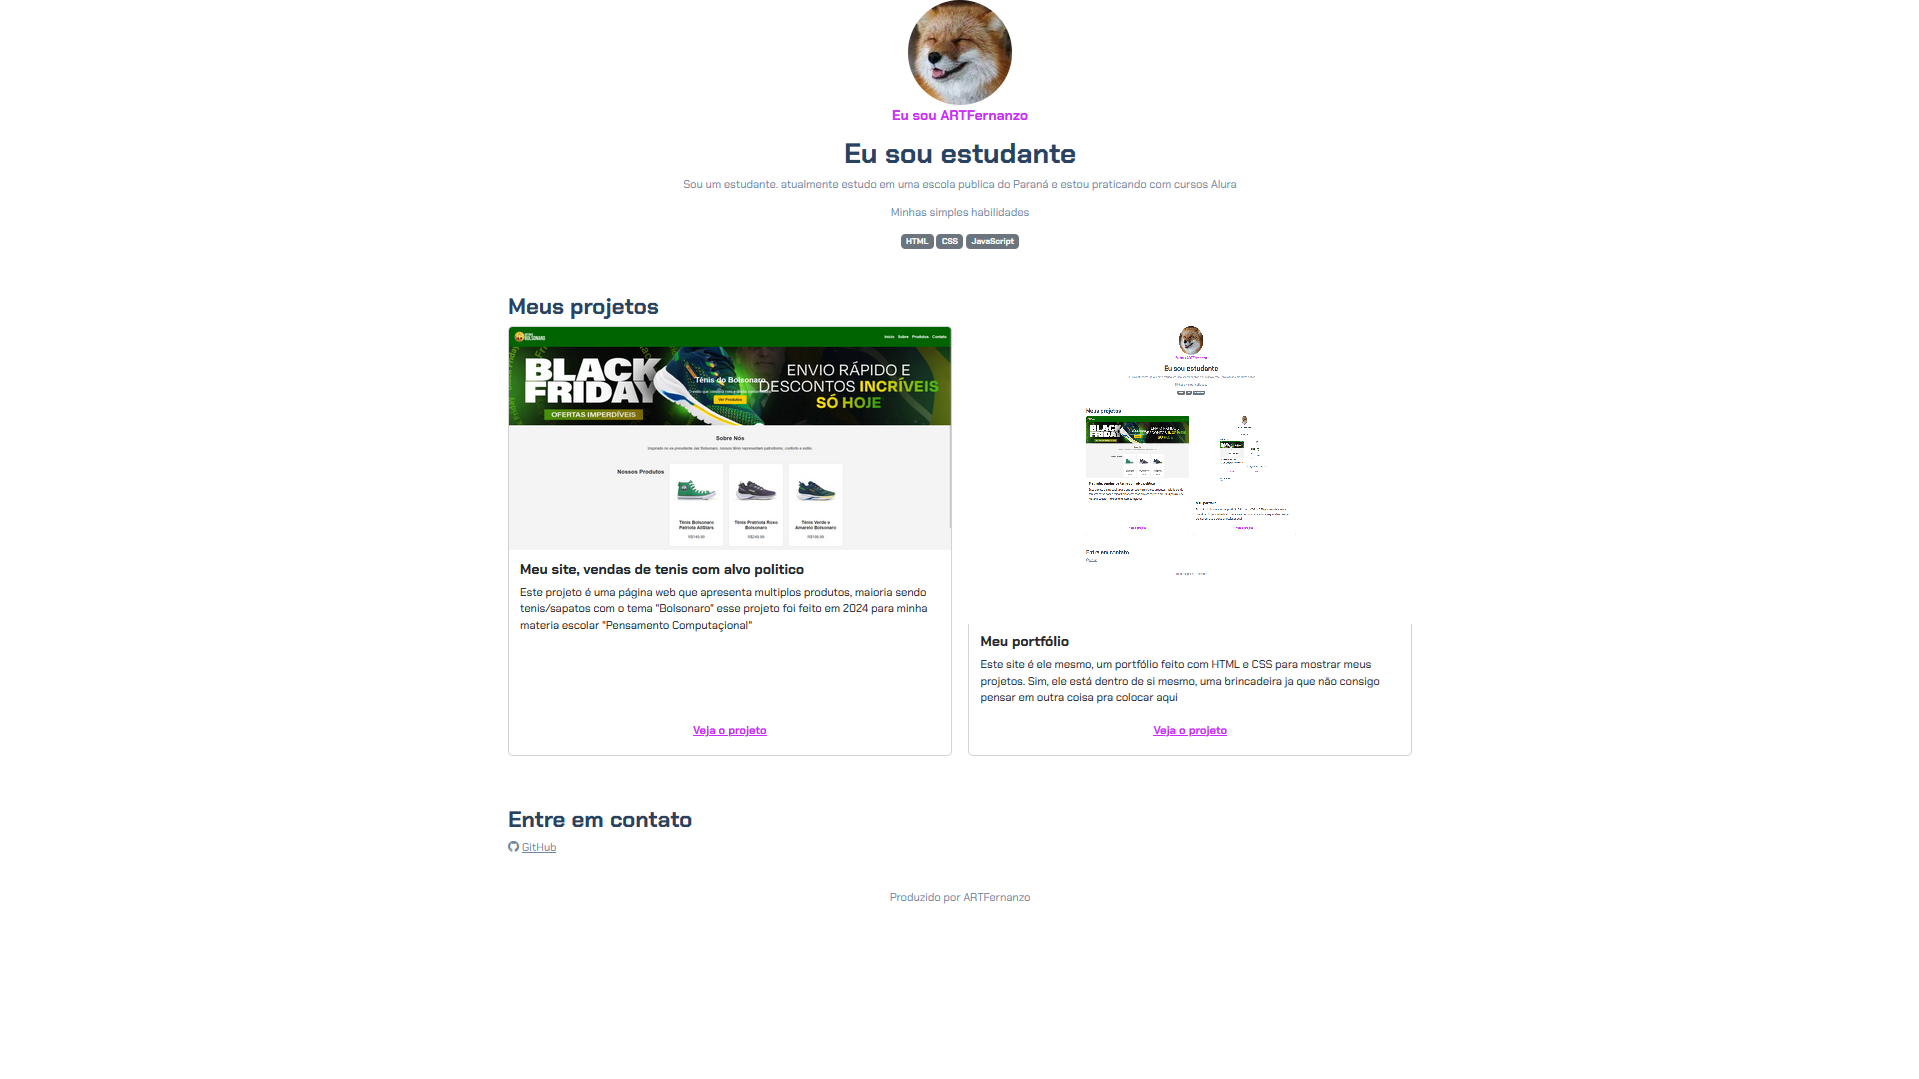 Eu sou ARTFernanzo
Eu sou estudante
Sou um estudante. atualmente estudo em uma escola publica do Paraná e estou praticando com cursos Alura
Minhas simples habilidades
HTML CSS JavaScript
Meus projetos
BOLSONARO
Início Sobre Produtos Contato
BLACK
FRIDAY
OFERTAS IMPERDÍVEIS
Tênis do Bolsonaro
Ver Produtos
ENVIO RÁPIDO E
DESCONTOS INCRÍVEIS
SÓ HOJE
Sobre Nós
Nossos Produtos
Tênis Bolsonaro
Patriota AllStars
R$149,99
Tênis Pratriota Roxo
Bolsonaro
R$249,99
Tênis Verde e
Amarelo Bolsonaro
R$199,99
Meu site, vendas de tenis com alvo politico
Este projeto é uma página web que apresenta multiplos produtos, maioria sendo
tenis/sapatos com o tema "Bolsonaro" esse projeto foi feito em 2024 para minha
materia escolar "Pensamento Computaçional"
Veja o projeto
Eu sou estudante
Meus projetos
BLACK
FRIDAY
Entre em contato
Meu portfólio
Este site é ele mesmo, um portfólio feito com HTML e CSS para mostrar meus
projetos. Sim, ele está dentro de si mesmo, uma brincadeira ja que não consigo
pensar em outra coisa pra colocar aqui
Veja o projeto
Entre em contato
GitHub
Produzido por ARTFernanzo